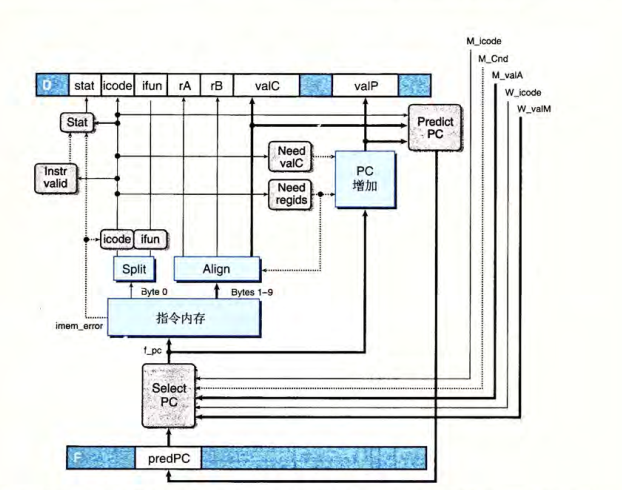 M_icode
M_Cnd
M_valA
W_icode
W_valM
D stat icode ifun rA rB valC valP
Stat
Predict
PC
Need
valC
Instr
valid
PC
增加
Need
regids
icode ifun
Split
Align
Byte 0
Bytes 1–9
指令内存
imem_error
f_pc
Select
PC
F predPC